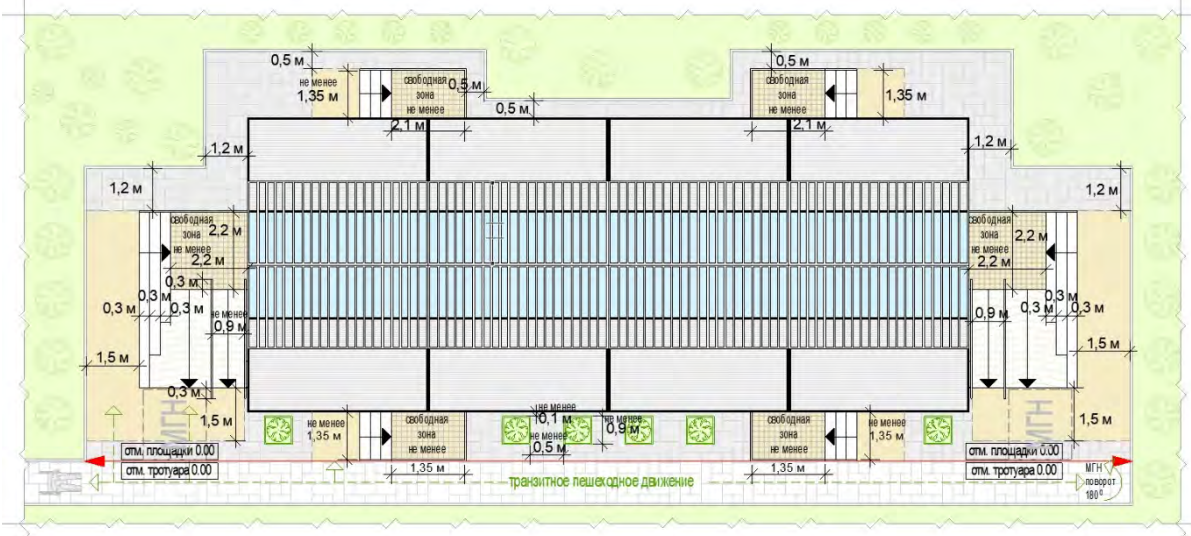 0,5 м
0,5 м
не менее
1,35 м
свободная
зона
не менее
0,5 м
свободная
зона
не менее
1,35 м
0,5 м
2,1 м
2,1 м
1,2 м
1,2 м
1,2 м
1,2 м
свободная
зона
не менее
2,2 м
2,2 м
свободная
зона
не менее
2,2 м
2,2 м
0,3 м
0,3 м
0,3 м
0,3 м
не менее
0,9 м
0,9 м
0,3 м
0,3 м
1,5 м
1,5 м
0,3 м
1,5 м
МГН
не менее
1,35 м
свободная
зона
не менее
не менее
0,1 м
не менее
0,5 м
не менее
0,9 м
свободная
зона
не менее
не менее
1,35 м
МГН
1,5 м
отм. площадки 0.00
отм. тротуара 0.00
1,35 м
1,35 м
отм. площадки 0.00
отм. тротуара 0.00
транзитное пешеходное движение
МГН
поворот
180°